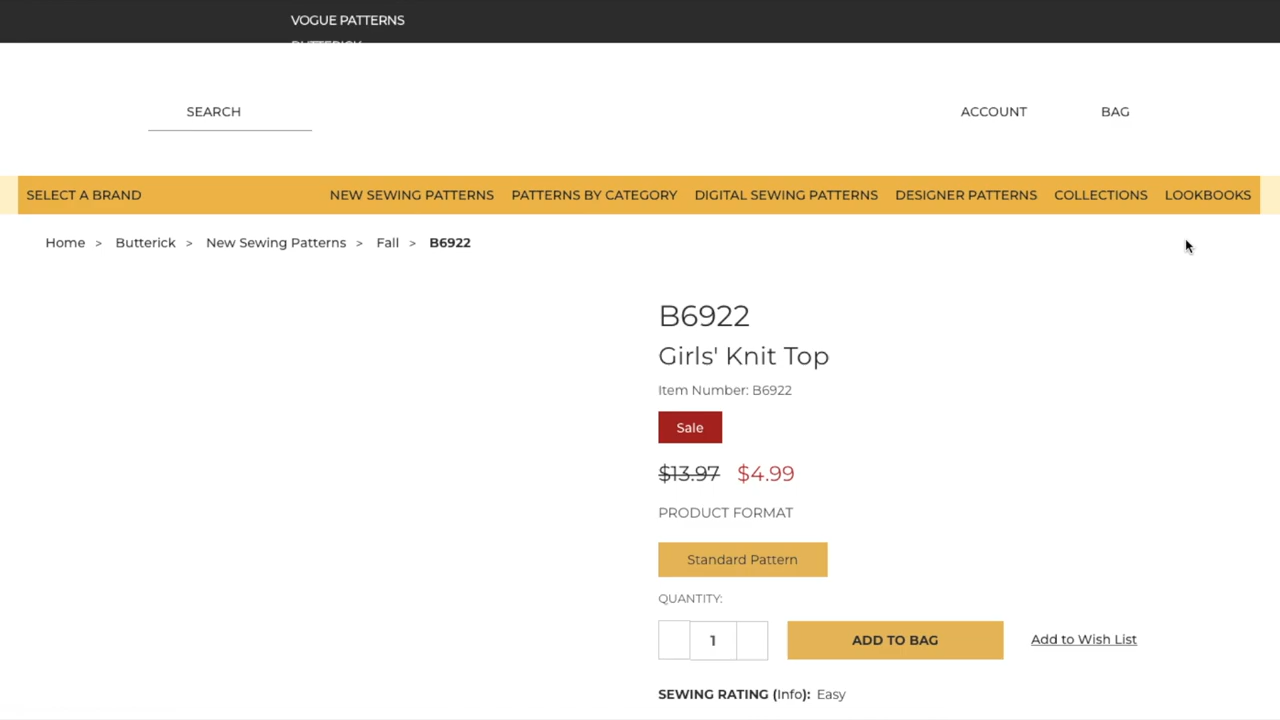 VOGUE PATTERNS
SEARCH
ACCOUNT
BAG
SELECT A BRAND
NEW SEWING PATTERNS
PATTERNS BY CATEGORY
DIGITAL SEWING PATTERNS
DESIGNER PATTERNS
COLLECTIONS
LOOKBOOKS
Home > Butterick > New Sewing Patterns > Fall > B6922
B6922
Girls' Knit Top
Item Number: B6922
Sale
$13.97 $4.99
PRODUCT FORMAT
Standard Pattern
QUANTITY:
1
ADD TO BAG
Add to Wish List
SEWING RATING (Info): Easy